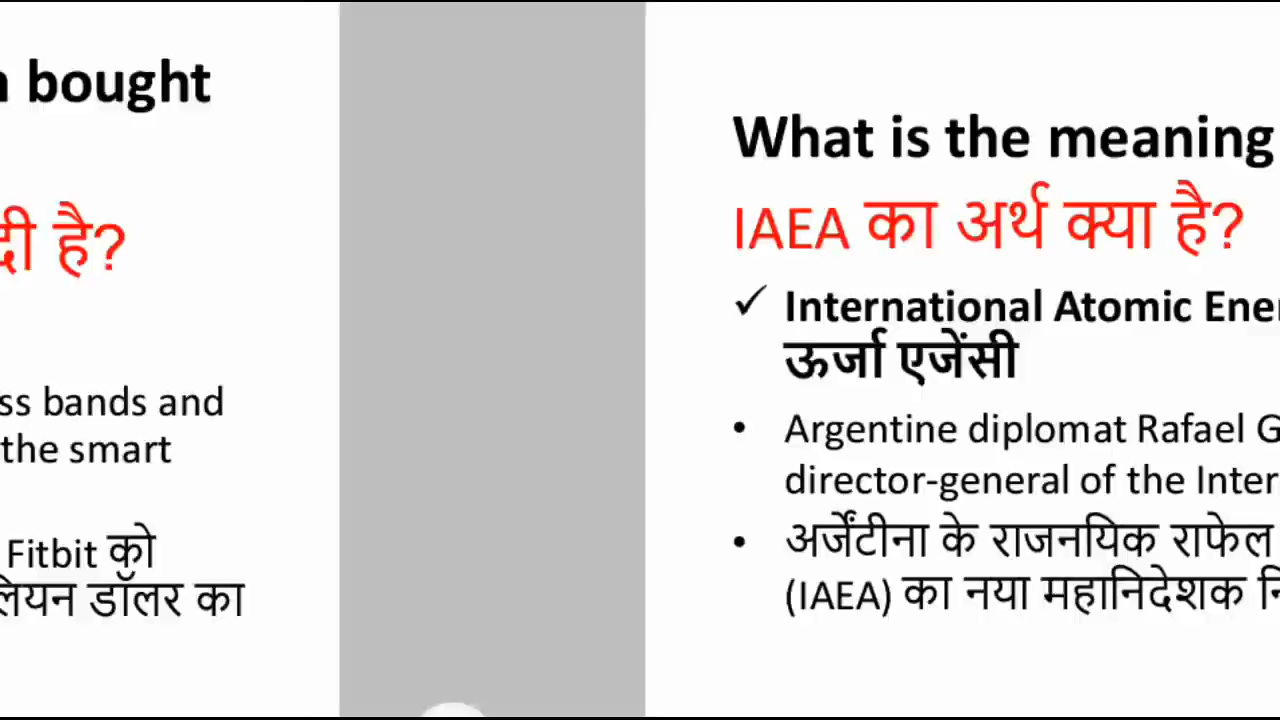 bought
दी है?
ss bands and
the smart
Fitbit को
लियन डॉलर का
What is the meaning
IAEA का अर्थ क्या है?
✓ International Atomic Ener
ऊर्जा एजेंसी
• Argentine diplomat Rafael G
director-general of the Inter
• अर्जेंटीना के राजनयिक राफेल
(IAEA) का नया महानिदेशक नि